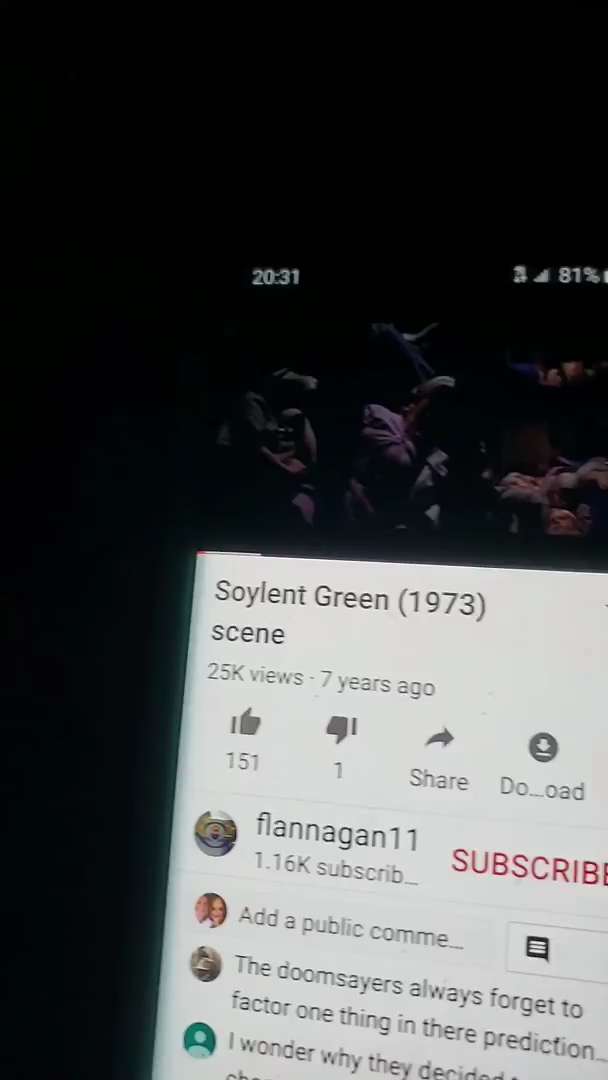 20:31 81%
Soylent Green (1973)
scene
25K views · 7 years ago
151 1 Share Do...oad
flannagan11
1.16K subscrib... SUBSCRIBE
Add a public comme...
The doomsayers always forget to
factor one thing in there prediction...
I wonder why they decided